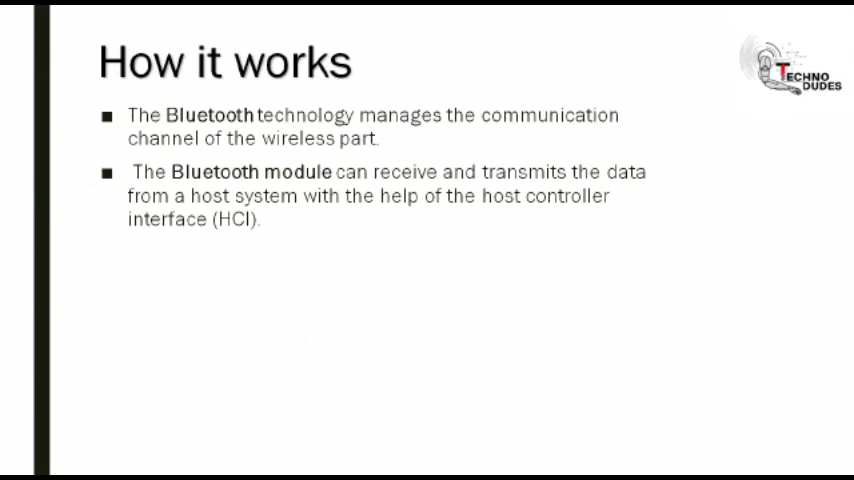 How it works
TECHNO
DUDES
■ The Bluetooth technology manages the communication
channel of the wireless part.
■ The Bluetooth module can receive and transmits the data
from a host system with the help of the host controller
interface (HCI).